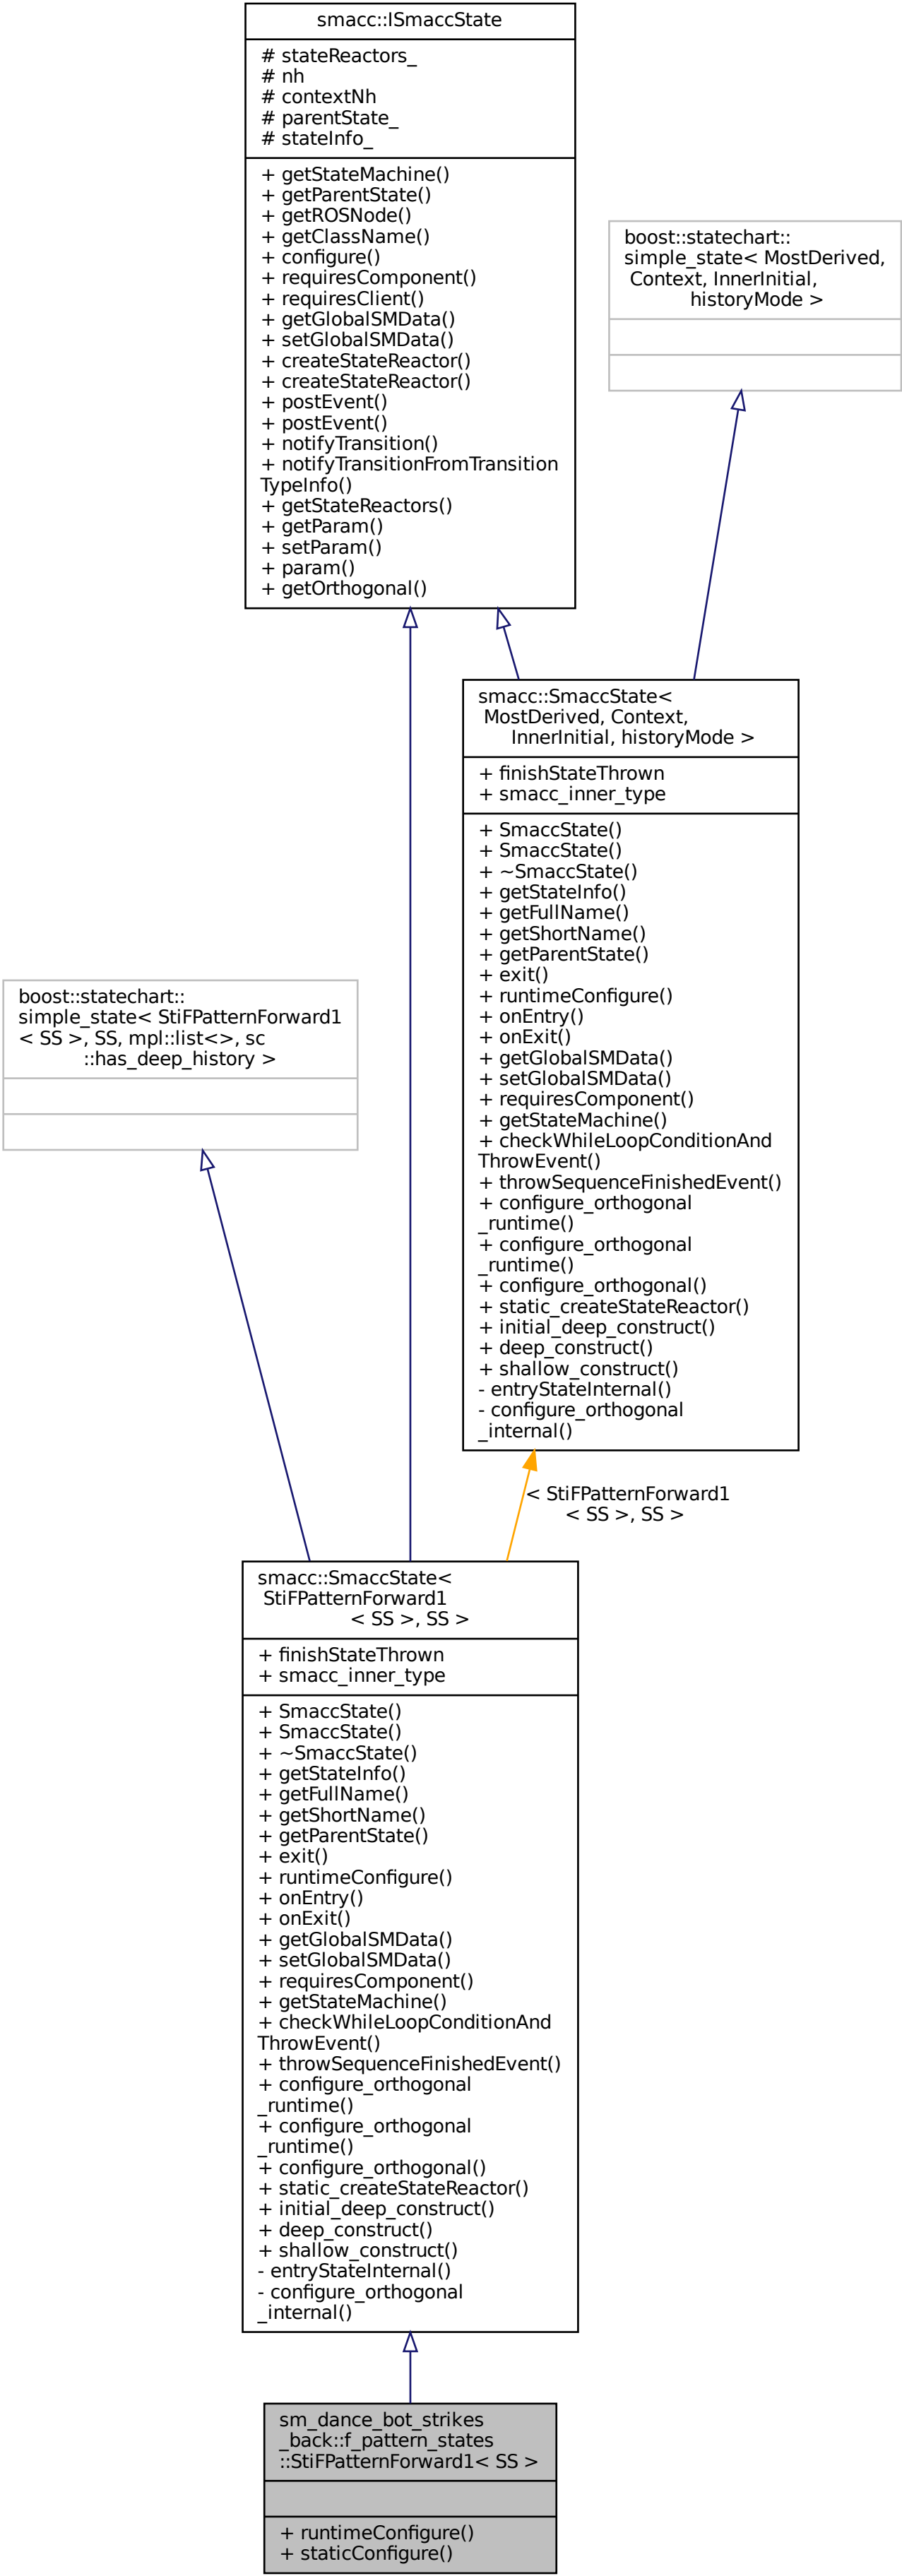 smacc::ISmaccState
# stateReactors_
# nh
# contextNh
# parentState_
# stateInfo_
+ getStateMachine()
+ getParentState()
+ getROSNode()
+ getClassName()
+ configure()
+ requiresComponent()
+ requiresClient()
+ getGlobalSMData()
+ setGlobalSMData()
+ createStateReactor()
+ createStateReactor()
+ postEvent()
+ postEvent()
+ notifyTransition()
+ notifyTransitionFromTransition
TypeInfo()
+ getStateReactors()
+ getParam()
+ setParam()
+ param()
+ getOrthogonal()
boost::statechart::
simple_state< MostDerived,
Context, InnerInitial,
historyMode >
smacc::SmaccState<
MostDerived, Context,
InnerInitial, historyMode >
+ finishStateThrown
+ smacc_inner_type
+ SmaccState()
+ SmaccState()
+ ~SmaccState()
+ getStateInfo()
+ getFullName()
+ getShortName()
+ getParentState()
+ exit()
+ runtimeConfigure()
+ onEntry()
+ onExit()
+ getGlobalSMData()
+ setGlobalSMData()
+ requiresComponent()
+ getStateMachine()
+ checkWhileLoopConditionAnd
ThrowEvent()
+ throwSequenceFinishedEvent()
+ configure_orthogonal
_runtime()
+ configure_orthogonal
_runtime()
+ configure_orthogonal()
+ static_createStateReactor()
+ initial_deep_construct()
+ deep_construct()
+ shallow_construct()
- entryStateInternal()
- configure_orthogonal
_internal()
boost::statechart::
simple_state< StiFPatternForward1
< SS >, SS, mpl::list<>, sc
::has_deep_history >
< StiFPatternForward1
< SS >, SS >
smacc::SmaccState<
StiFPatternForward1
< SS >, SS >
+ finishStateThrown
+ smacc_inner_type
+ SmaccState()
+ SmaccState()
+ ~SmaccState()
+ getStateInfo()
+ getFullName()
+ getShortName()
+ getParentState()
+ exit()
+ runtimeConfigure()
+ onEntry()
+ onExit()
+ getGlobalSMData()
+ setGlobalSMData()
+ requiresComponent()
+ getStateMachine()
+ checkWhileLoopConditionAnd
ThrowEvent()
+ throwSequenceFinishedEvent()
+ configure_orthogonal
_runtime()
+ configure_orthogonal
_runtime()
+ configure_orthogonal()
+ static_createStateReactor()
+ initial_deep_construct()
+ deep_construct()
+ shallow_construct()
- entryStateInternal()
- configure_orthogonal
_internal()
sm_dance_bot_strikes
_back::f_pattern_states
::StiFPatternForward1< SS >
+ runtimeConfigure()
+ staticConfigure()